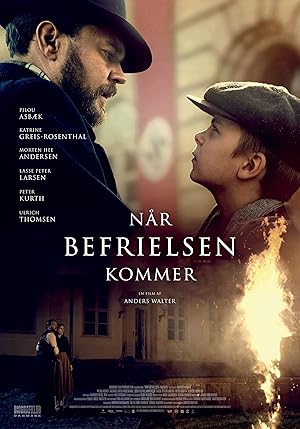 PILOU
ASBÆK
KATRINE
GREIS-ROSENTHAL
MORTEN HEE
ANDERSEN
LASSE PETER
LARSEN
PETER
KURTH
ULRICH
THOMSEN
NÅR
BEFRIELSEN
KOMMER
EN FILM AF
ANDERS WALTER